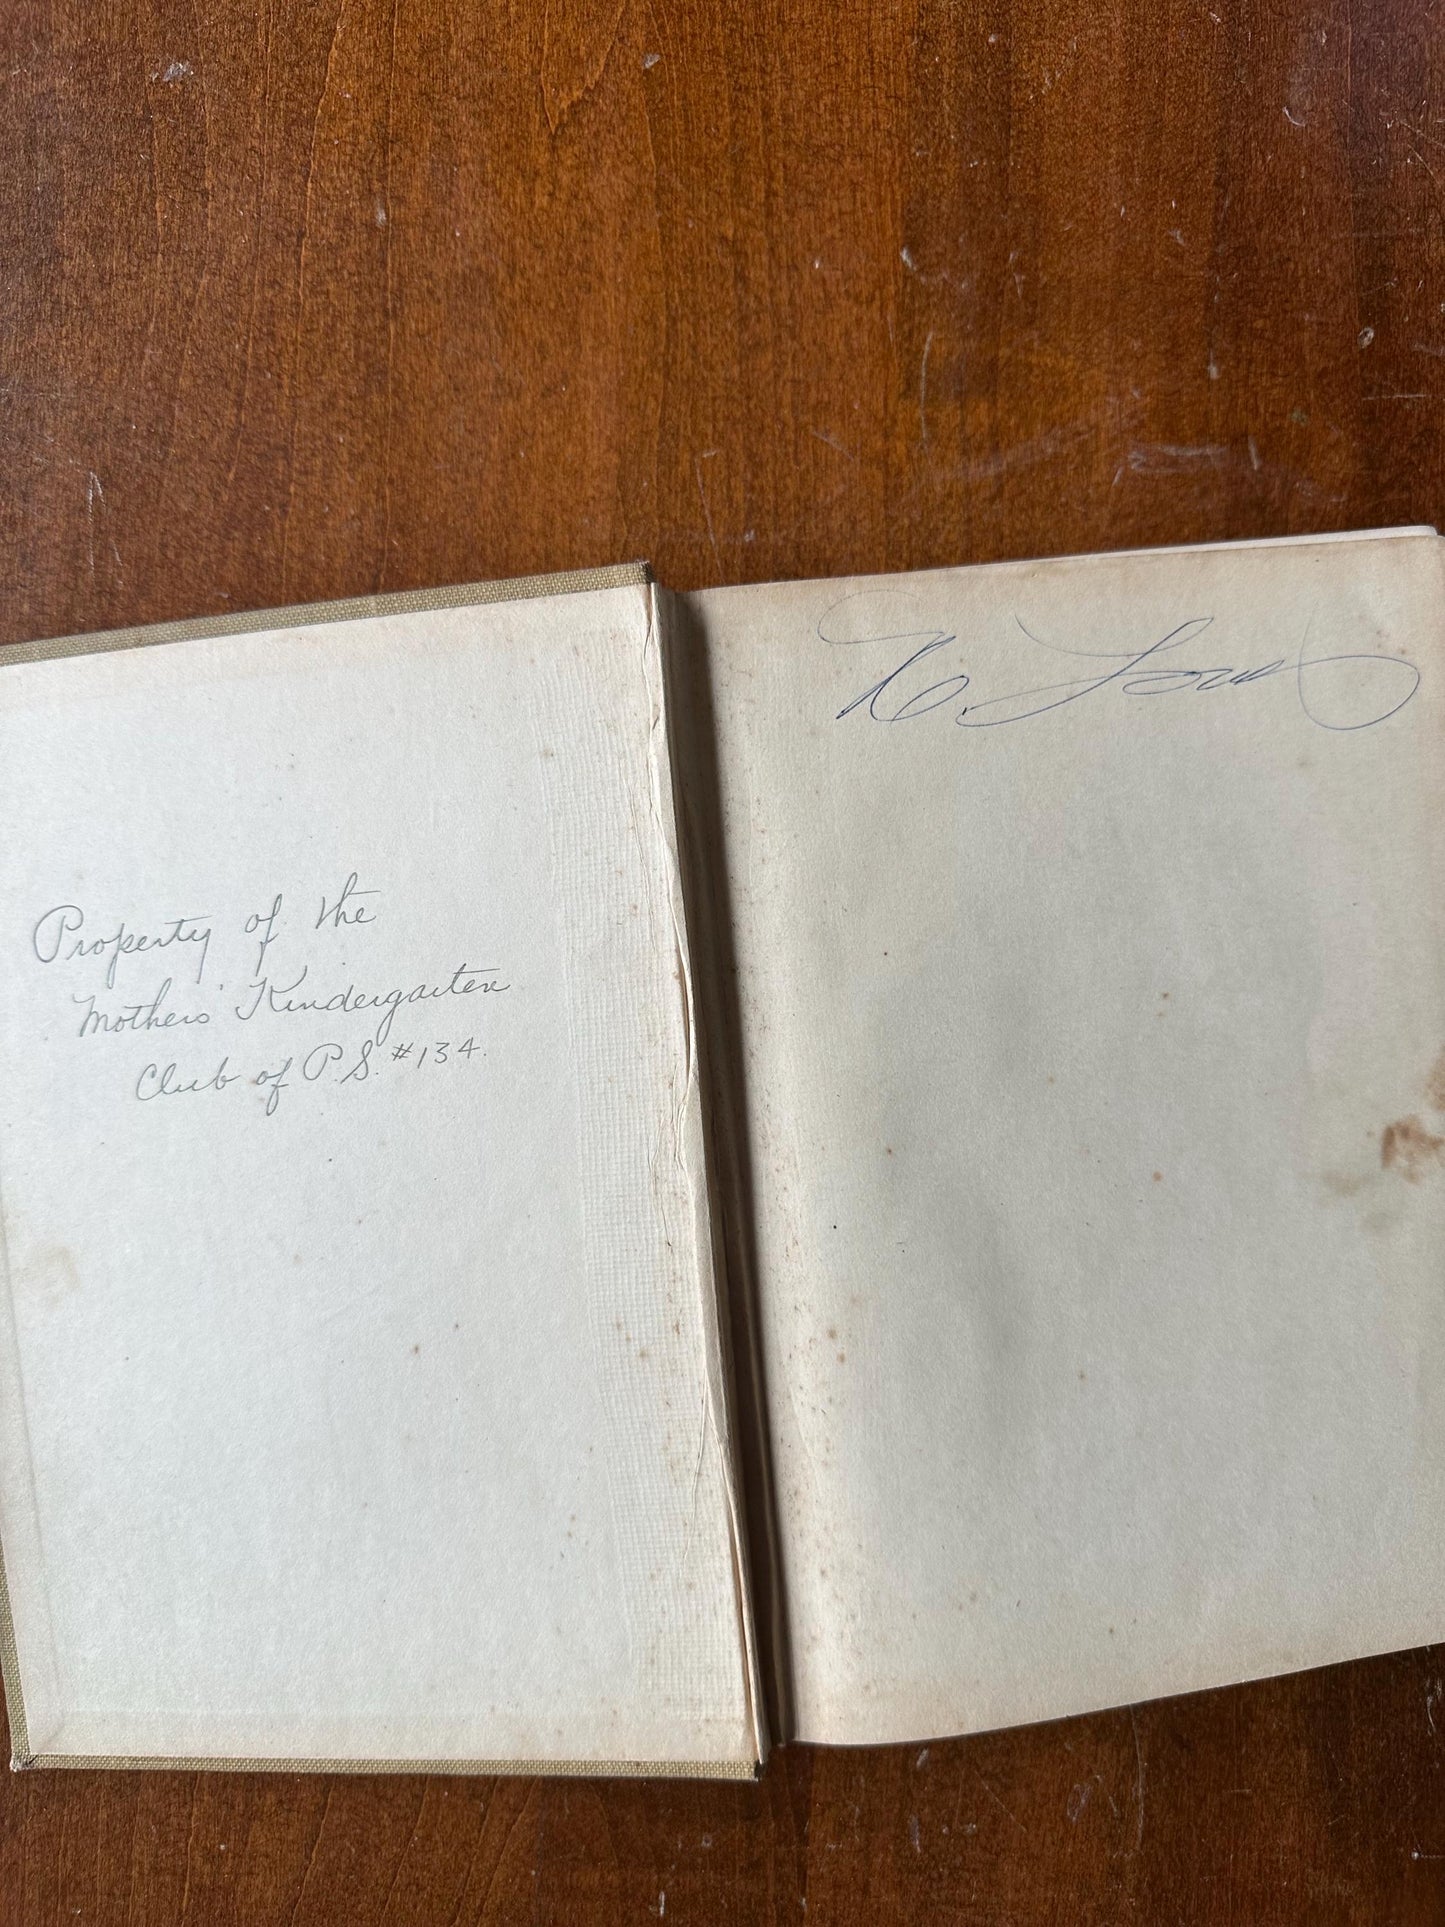 Property of the
Mothers' Kindergarten
Club of P.S. #134.